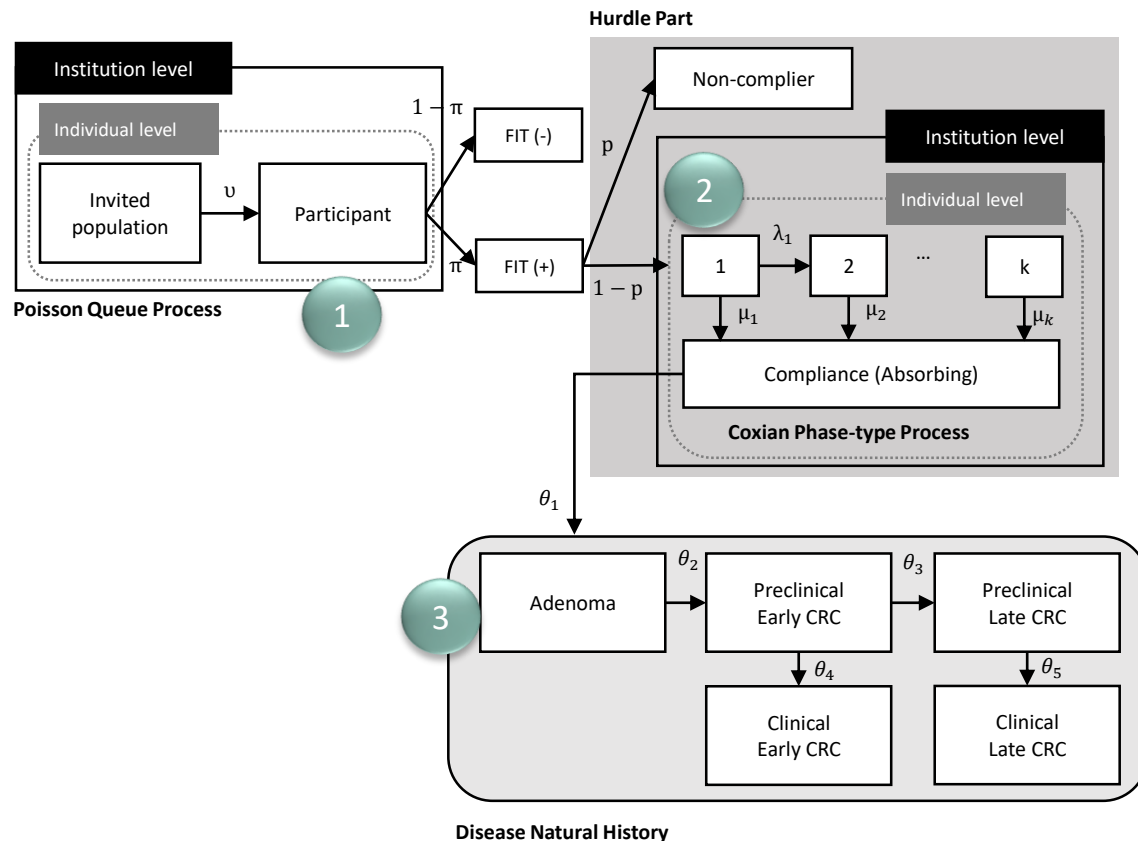 Hurdle Part
Institution level
Individual level
Invited
population
υ
Participant
1 − π
π
FIT (-)
FIT (+)
Poisson Queue Process
1
p
1 − p
Non-complier
Institution level
Individual level
2
1
λ₁
2
...
k
μ₁
μ₂
μₖ
Compliance (Absorbing)
Coxian Phase-type Process
θ₁
3
Adenoma
θ₂
Preclinical
Early CRC
θ₃
Preclinical
Late CRC
θ₄
θ₅
Clinical
Early CRC
Clinical
Late CRC
Disease Natural History